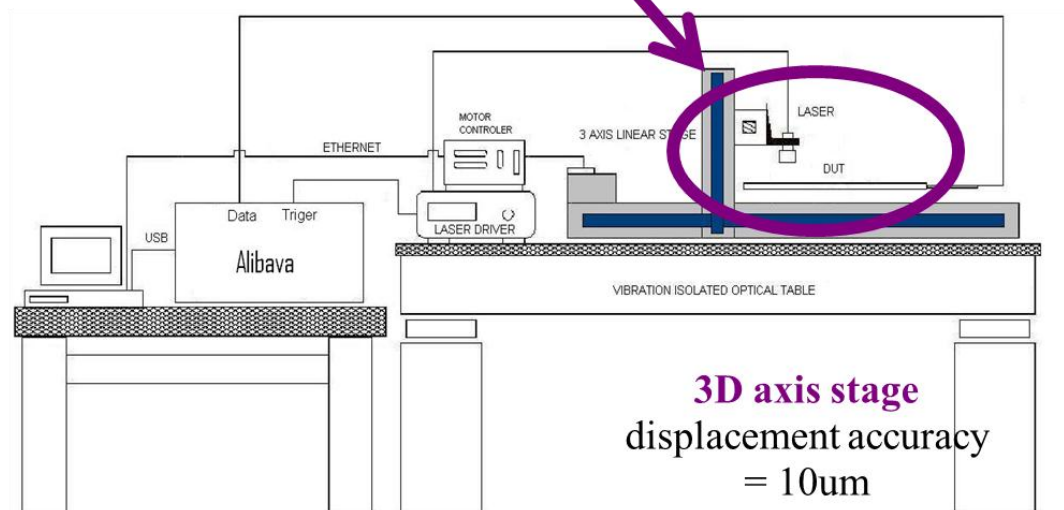 MOTOR
CONTROLER
LASER
3 AXIS LINEAR STAGE
ETHERNET
DUT
Data Triger
LASER DRIVER
USB
Alibava
VIBRATION ISOLATED OPTICAL TABLE
3D axis stage
displacement accuracy
= 10um